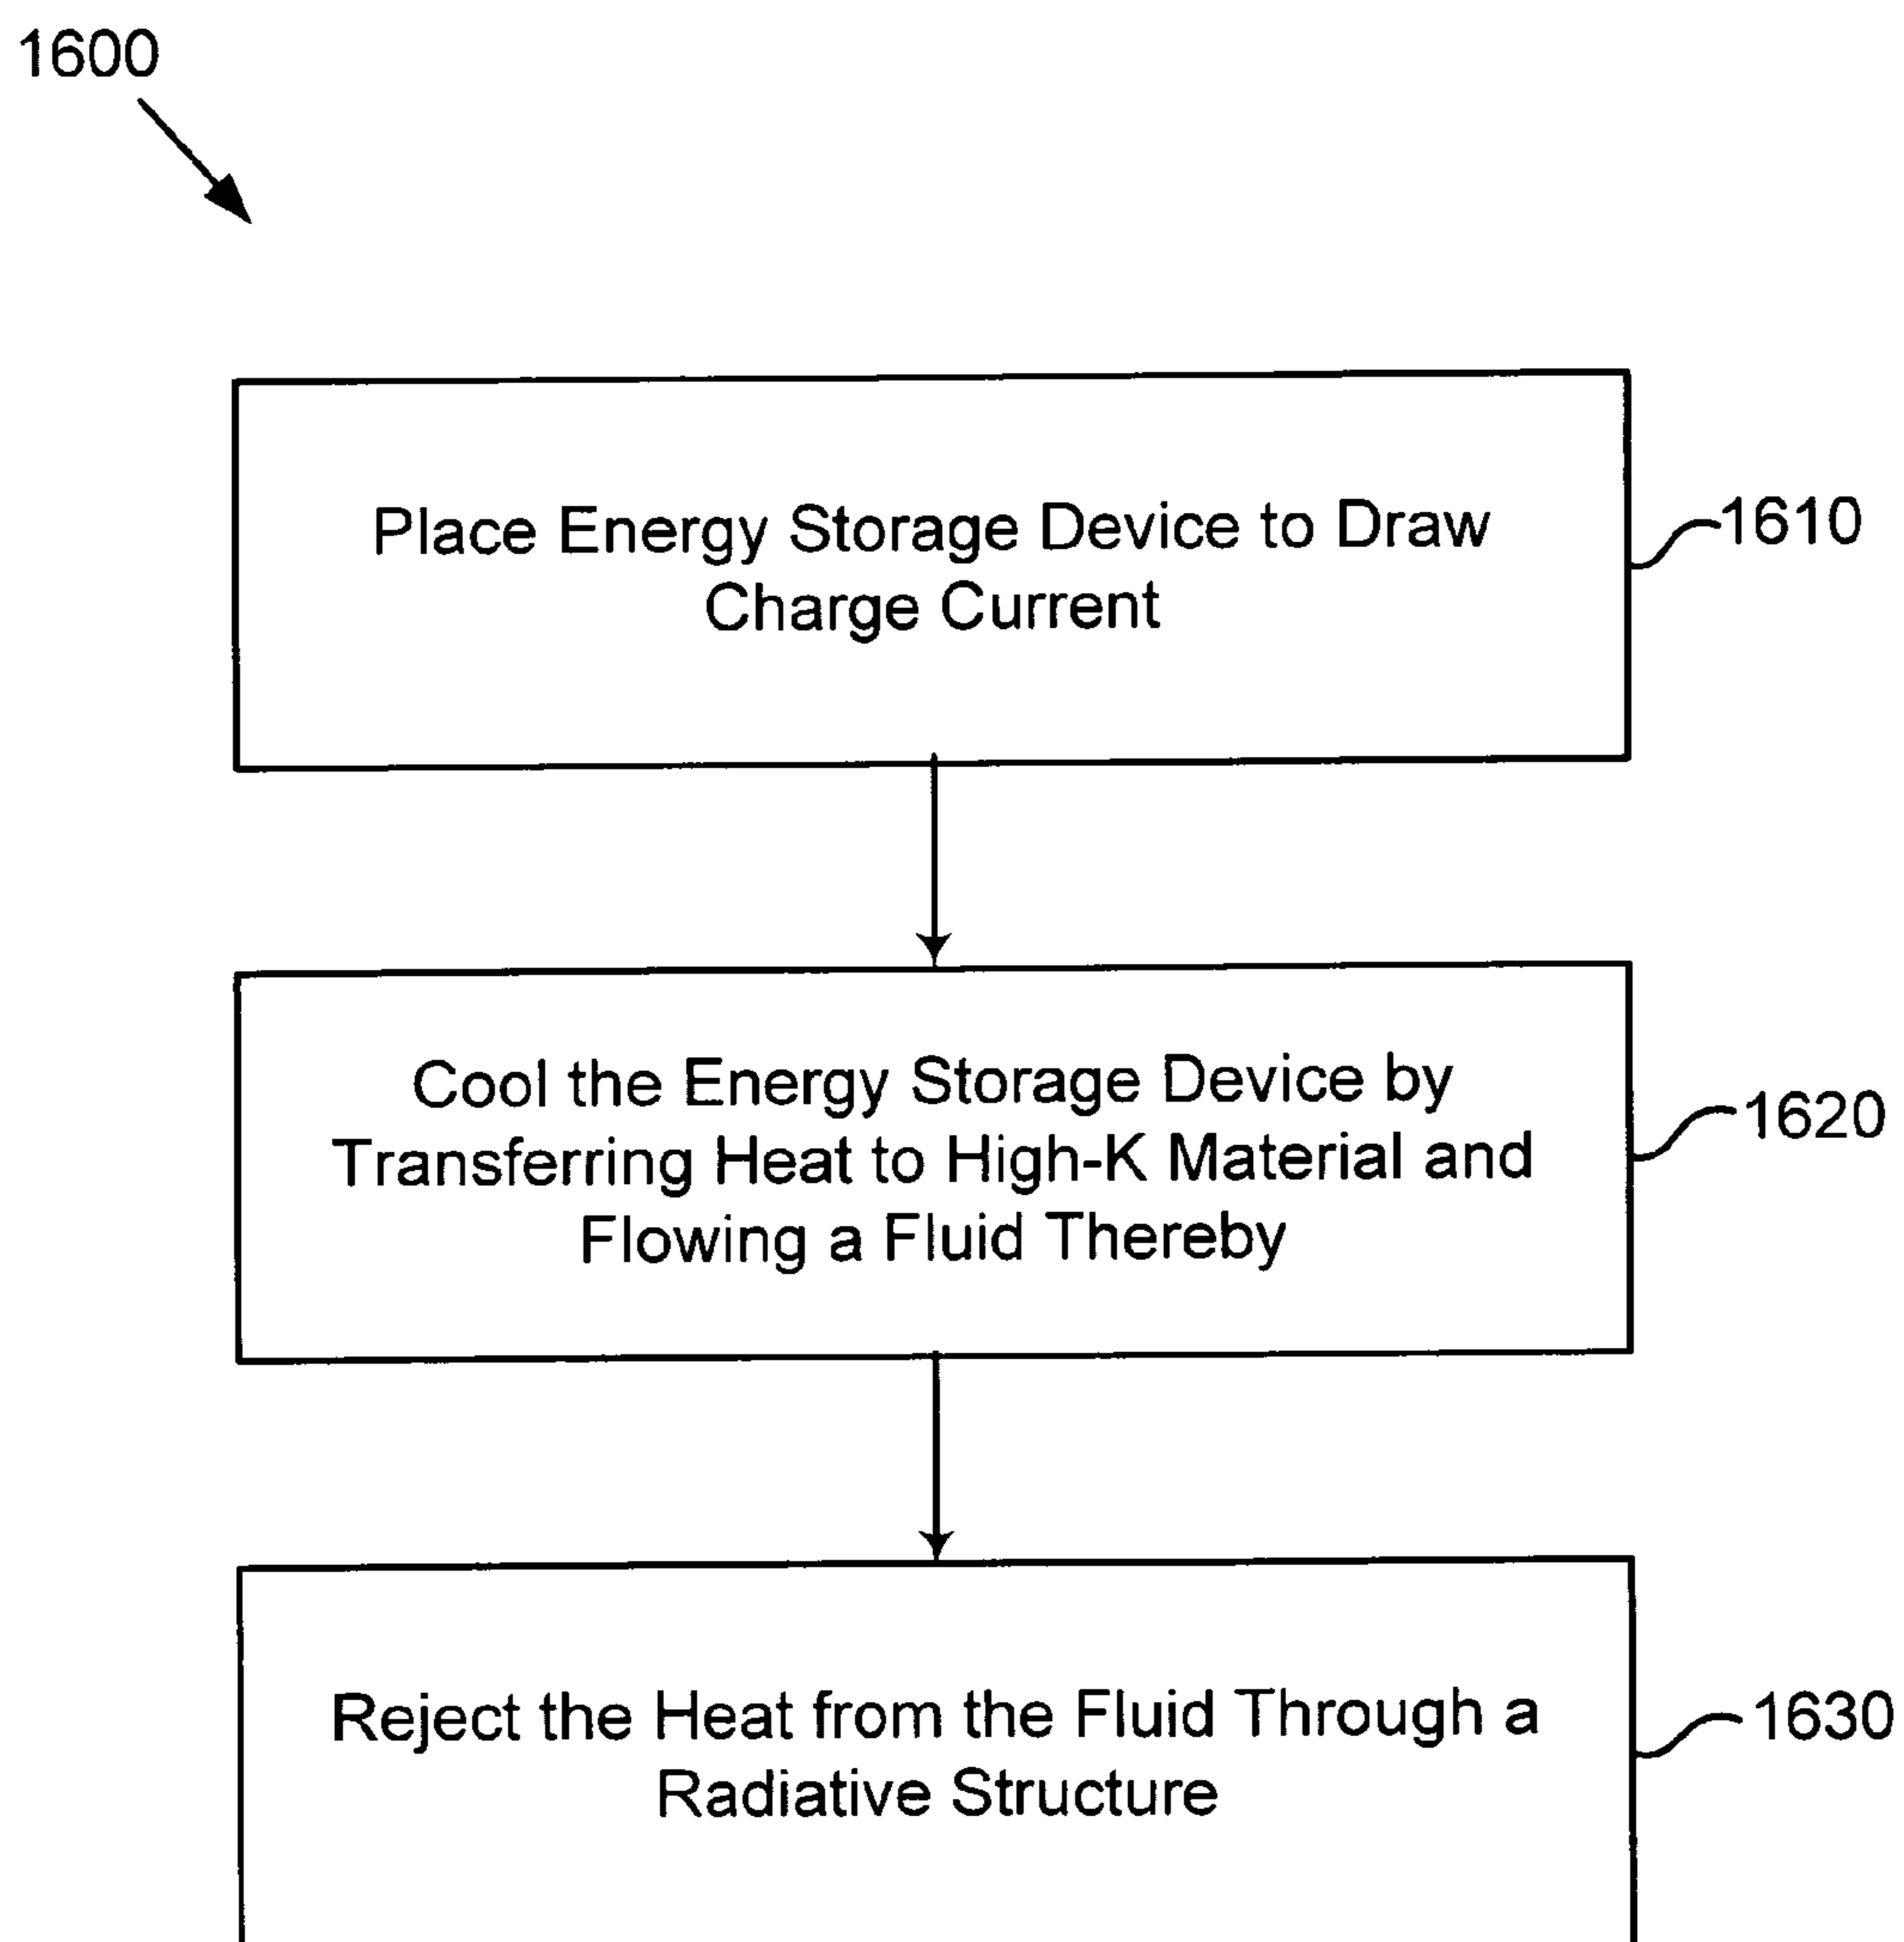 1600
Place Energy Storage Device to Draw
Charge Current
1610
Cool the Energy Storage Device by
Transferring Heat to High-K Material and
Flowing a Fluid Thereby
1620
Reject the Heat from the Fluid Through a
Radiative Structure
1630